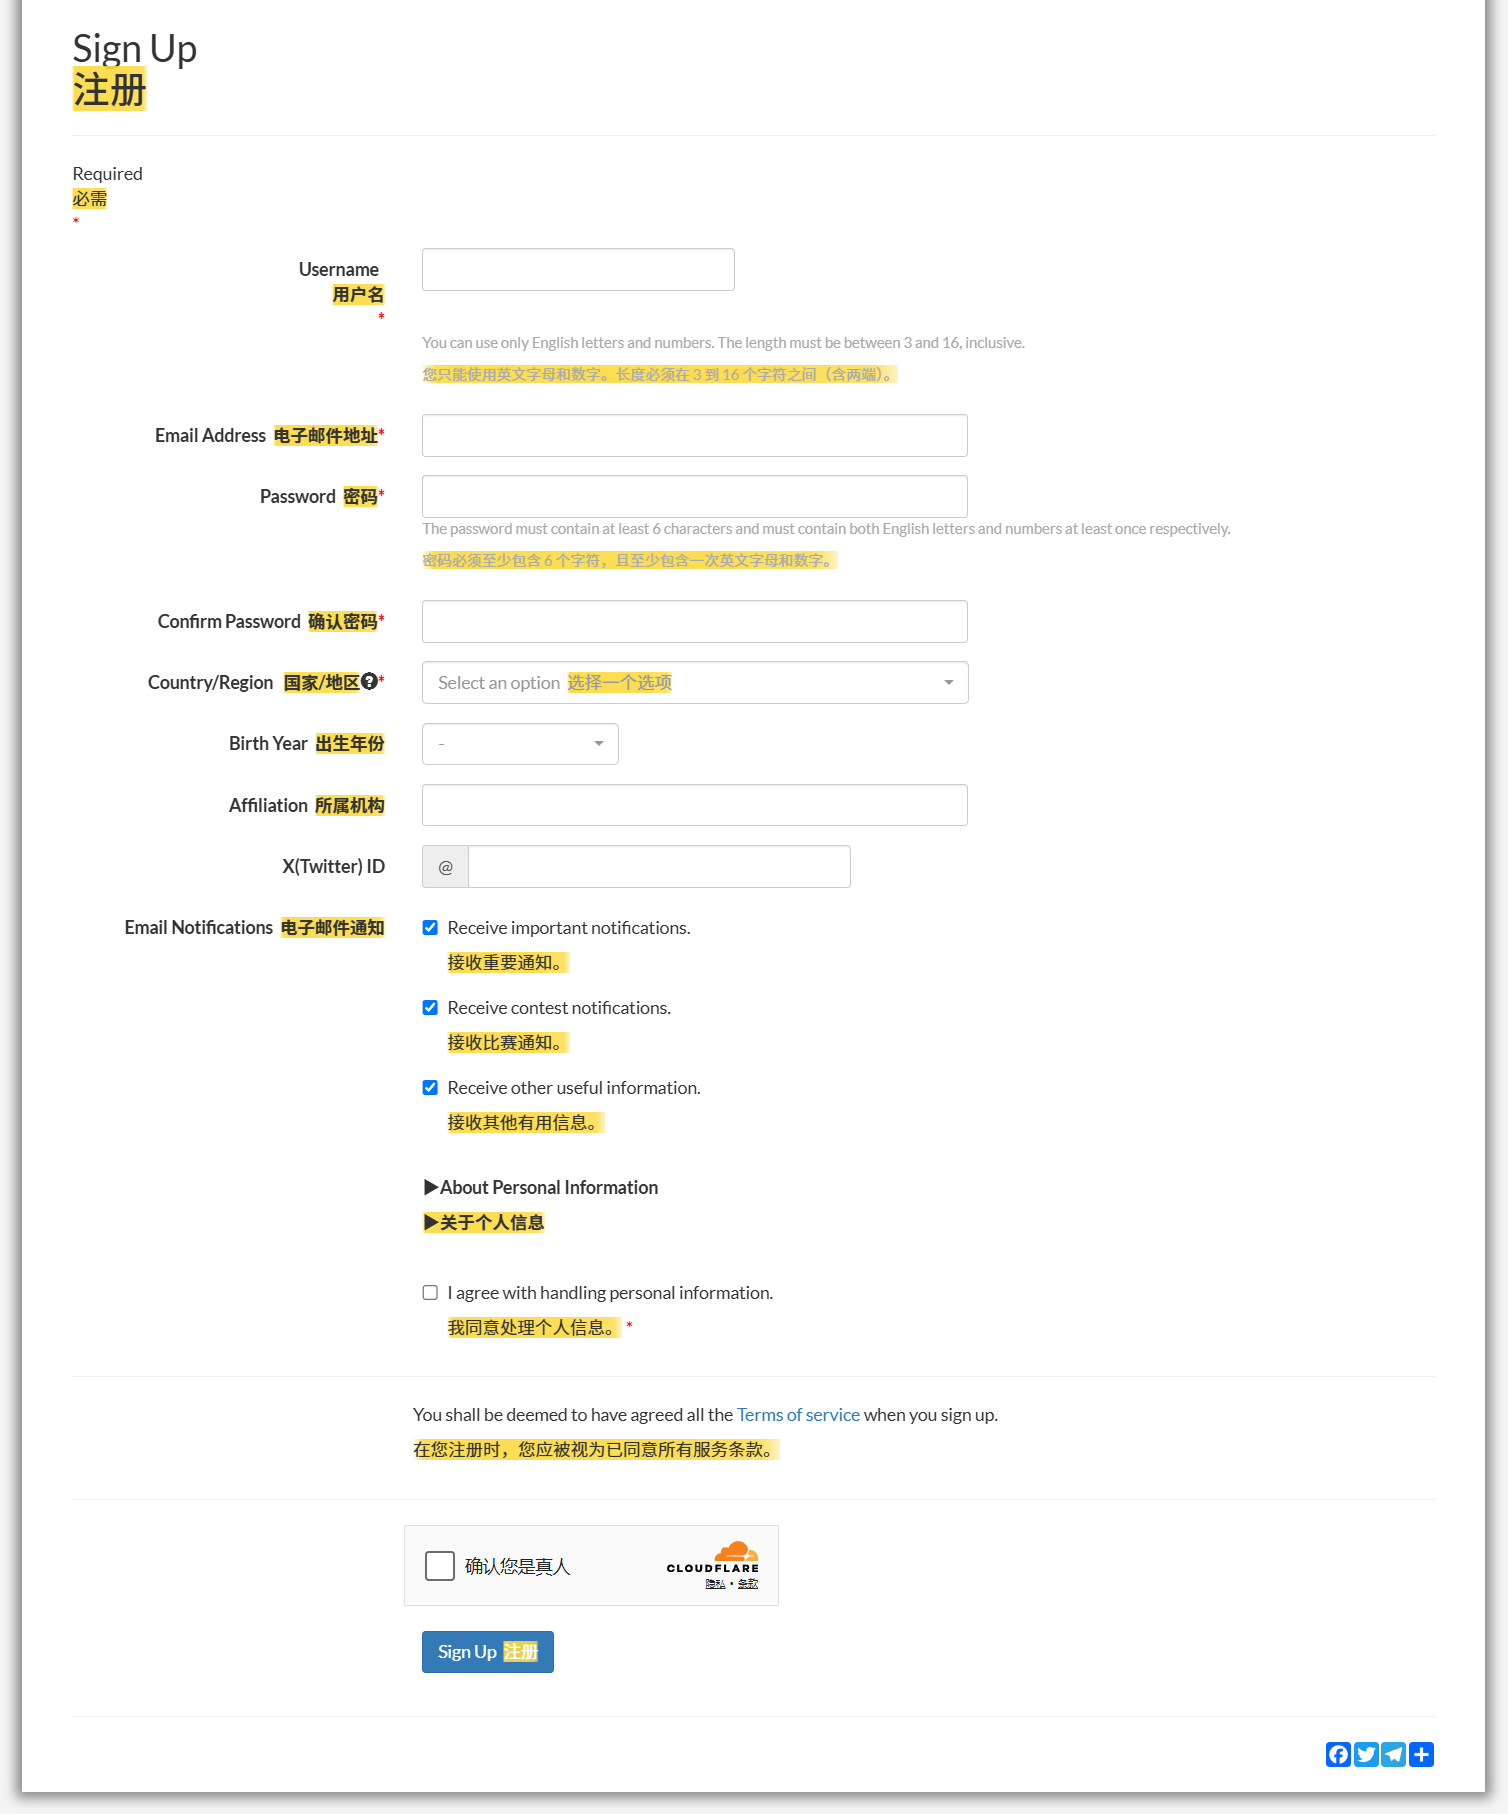 Sign Up
注册
Required
必需
*
Username
用户名
*
You can use only English letters and numbers. The length must be between 3 and 16, inclusive.
您只能使用英文字母和数字。长度必须在 3 到 16 个字符之间（含两端）。
Email Address 电子邮件地址*
Password 密码*
The password must contain at least 6 characters and must contain both English letters and numbers at least once respectively.
密码必须至少包含 6 个字符，且至少包含一次英文字母和数字。
Confirm Password 确认密码*
Country/Region 国家/地区?* Select an option 选择一个选项
Birth Year 出生年份 -
Affiliation 所属机构
X(Twitter) ID @
Email Notifications 电子邮件通知 Receive important notifications.
接收重要通知。
Receive contest notifications.
接收比赛通知。
Receive other useful information.
接收其他有用信息。
▶About Personal Information
▶关于个人信息
I agree with handling personal information.
我同意处理个人信息。 *
You shall be deemed to have agreed all the Terms of service when you sign up.
在您注册时，您应被视为已同意所有服务条款。
确认您是真人 CLOUDFLARE
隐私 • 条款
Sign Up 注册